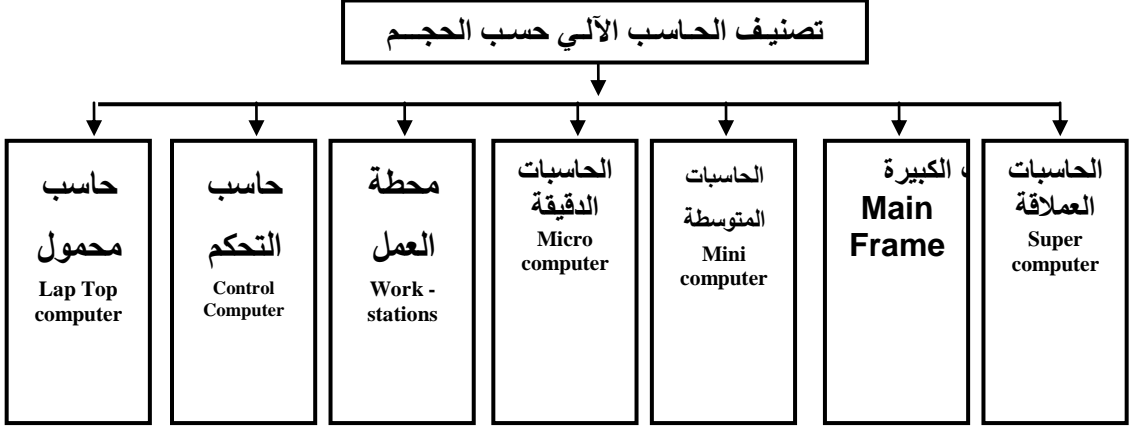 تصنيف الحاسب الآلي حسب الحجم
الحاسبات
العملاقة
Super
computer
الكبيرة
Main
Frame
الحاسبات
المتوسطة
Mini
computer
الحاسبات
الدقيقة
Micro
computer
محطة
العمل
Work -
stations
حاسب
التحكم
Control
Computer
حاسب
محمول
Lap Top
computer